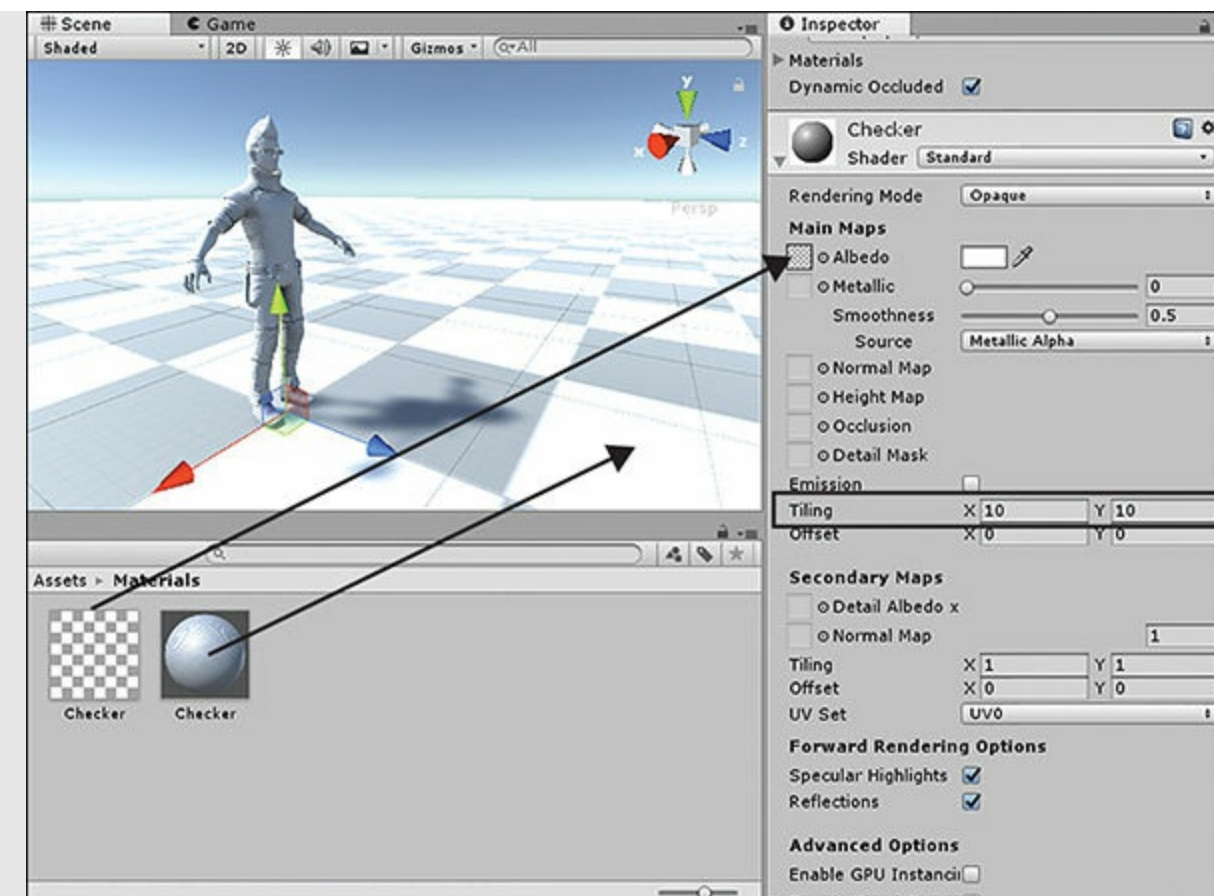 Scene
Game
Shaded
2D
Gizmos
All
y
x
z
Persp
Assets
Materials
Checker
Checker
Inspector
Materials
Dynamic Occluded
Checker
Shader Standard
Rendering Mode Opaque
Main Maps
Albedo
Metallic 0
Smoothness 0.5
Source Metallic Alpha
Normal Map
Height Map
Occlusion
Detail Mask
Emission
Tiling X 10 Y 10
Offset X 0 Y 0
Secondary Maps
Detail Albedo x
Normal Map 1
Tiling X 1 Y 1
Offset X 0 Y 0
UV Set UV0
Forward Rendering Options
Specular Highlights
Reflections
Advanced Options
Enable GPU Instancin